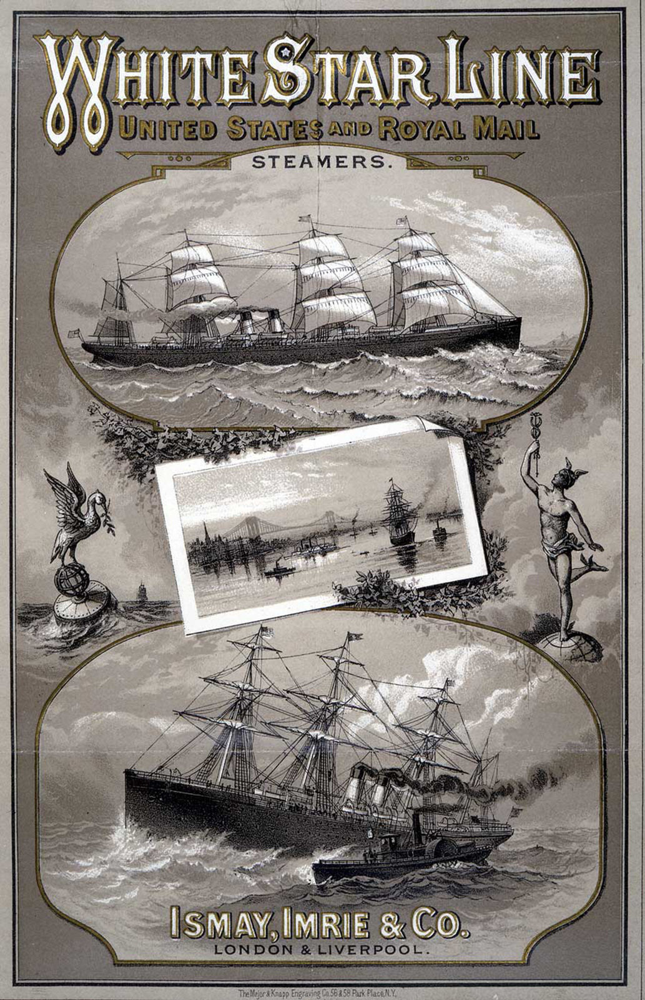 WHITE STAR LINE
UNITED STATES AND ROYAL MAIL
STEAMERS.
ISMAY, IMRIE & CO.
LONDON & LIVERPOOL.
The Major & Knapp Engraving Co. 56 & 58 Park Place, N.Y.